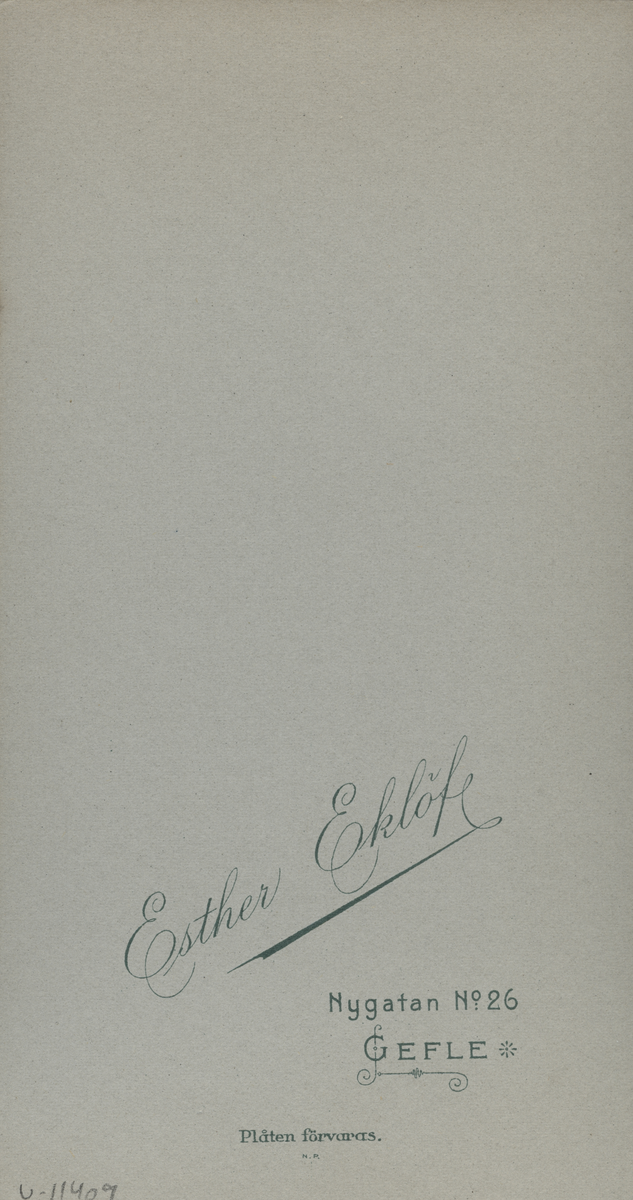 Esther Eklöf
Nygatan Nº 26
GEFLE
Plåten förvaras.
N. P.
U-11409